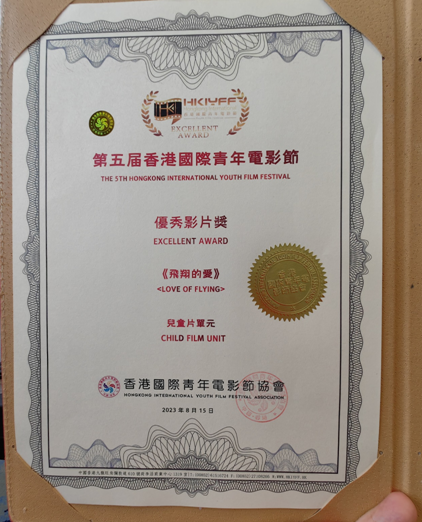 HKIYFF
EXCELLENT
AWARD
第五届香港國際青年電影節
THE 5TH HONGKONG INTERNATIONAL YOUTH FILM FESTIVAL
優秀影片獎
EXCELLENT AWARD
《飛翔的愛》
<LOVE OF FLYING>
兒童片單元
CHILD FILM UNIT
香港國際青年電影節協會
HONGKONG INTERNATIONAL YOUTH FILM FESTIVAL ASSOCIATION
2023 年 8 月 15 日